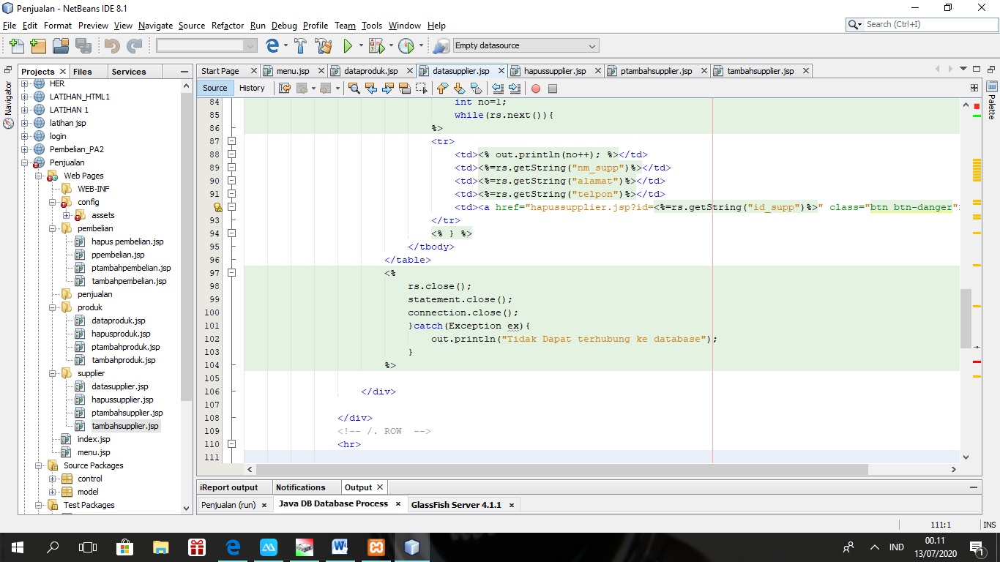 Penjualan - NetBeans IDE 8.1
File Edit Format Preview View Navigate Source Refactor Run Debug Profile Team Tools Window Help
Search (Ctrl+I)
Empty datasource
Navigator
Projects
Files
Services
HER
LATIHAN_HTML1
LATIHAN 1
latihan jsp
login
Pembelian_PA2
Penjualan
Web Pages
WEB-INF
config
assets
pembelian
hapus pembelian.jsp
ppembelian.jsp
ptambahpembelian.jsp
tambahpembelian.jsp
penjualan
produk
dataproduk.jsp
hapusproduk.jsp
ptambahproduk.jsp
tambahproduk.jsp
supplier
datasupplier.jsp
hapussupplier.jsp
ptambahsupplier.jsp
tambahsupplier.jsp
index.jsp
menu.jsp
Source Packages
control
model
Test Packages
Start Page menu.jsp dataproduk.jsp datasupplier.jsp hapussupplier.jsp ptambahsupplier.jsp tambahsupplier.jsp
Source History
84 int no=1;
85 while(rs.next()){
86 %>
87 <tr>
88 <td><% out.println(no++); %></td>
89 <td><%=rs.getString("nm_supp")%></td>
90 <td><%=rs.getString("alamat")%></td>
91 <td><%=rs.getString("telpon")%></td>
<td><a href="hapussupplier.jsp?id=<%=rs.getString("id_supp")%>" class="btn btn-danger"
93 </tr>
94 <% } %>
95 </tbody>
96 </table>
97 <%
98 rs.close();
99 statement.close();
100 connection.close();
101 }catch(Exception ex){
102 out.println("Tidak Dapat terhubung ke database");
103 }
104 %>
105
106 </div>
107
108 </div>
109 <!-- /. ROW -->
110 <hr>
111
Palette
iReport output Notifications Output
Penjualan (run) Java DB Database Process GlassFish Server 4.1.1
111:1 INS
IND
00.11
13/07/2020
1